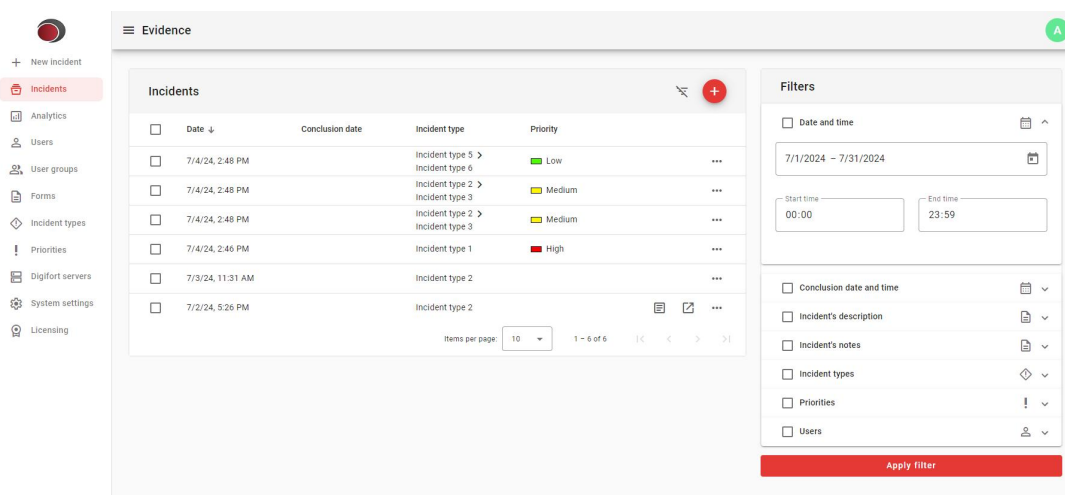 Evidence
A
New incident
Incidents
Analytics
Users
User groups
Forms
Incident types
Priorities
Digifort servers
System settings
Licensing
Incidents
Date Conclusion date Incident type Priority
7/4/24, 2:48 PM Incident type 5 > Low
Incident type 6
7/4/24, 2:48 PM Incident type 2 > Medium
Incident type 3
7/4/24, 2:48 PM Incident type 2 > Medium
Incident type 3
7/4/24, 2:46 PM Incident type 1 High
7/3/24, 11:31 AM Incident type 2
7/2/24, 5:26 PM Incident type 2
Items per page: 10 1 – 6 of 6
Filters
Date and time
7/1/2024 – 7/31/2024
Start time End time
00:00 23:59
Conclusion date and time
Incident's description
Incident's notes
Incident types
Priorities
Users
Apply filter